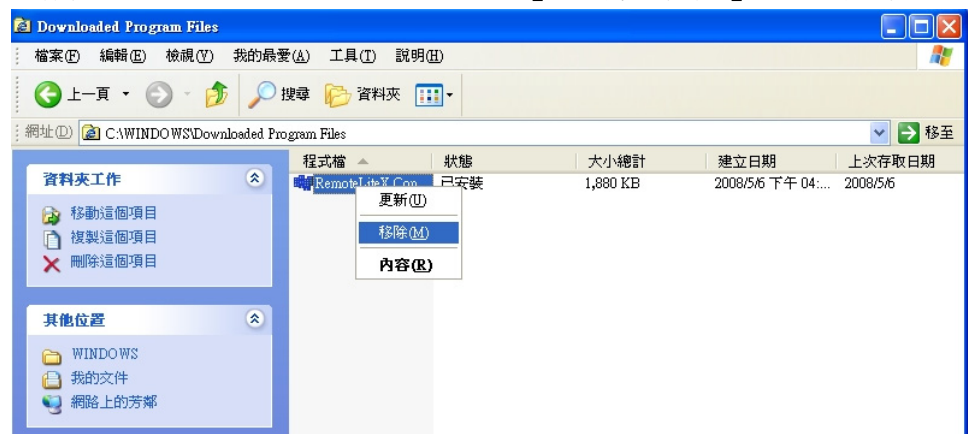 Downloaded Program Files
檔案(F) 編輯(E) 檢視(V) 我的最愛(A) 工具(T) 說明(H)
上一頁 搜尋 資料夾
網址(D) C:\WINDOWS\Downloaded Program Files 移至
程式檔 狀態 大小總計 建立日期 上次存取日期
RemoteLiteX Con... 已安裝 1,880 KB 2008/5/6 下午 04:... 2008/5/6
更新(U)
移除(M)
內容(R)
資料夾工作
移動這個項目
複製這個項目
刪除這個項目
其他位置
WINDOWS
我的文件
網路上的芳鄰